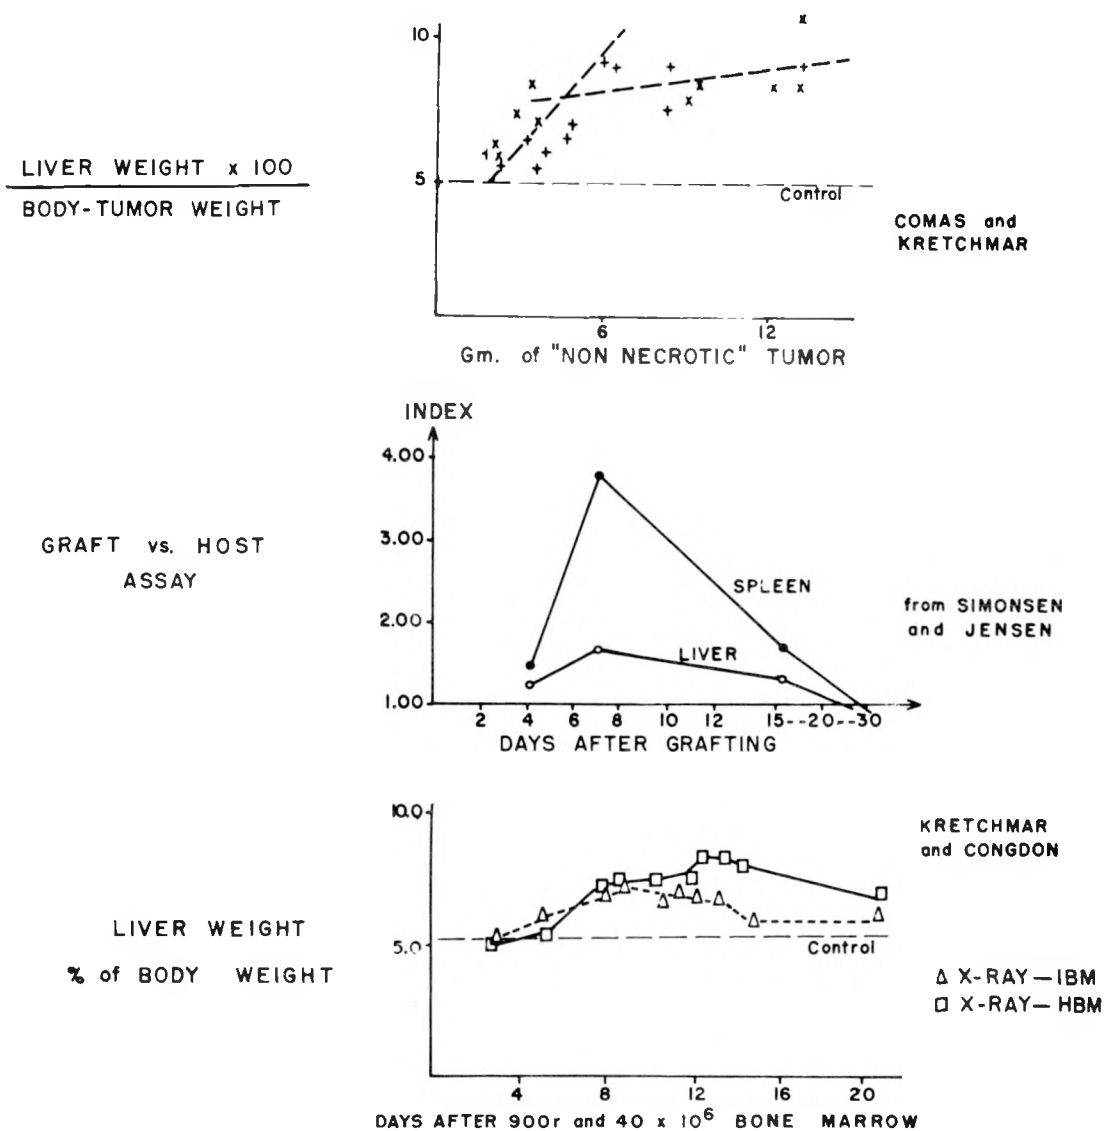 10
5
LIVER WEIGHT x 100
BODY-TUMOR WEIGHT
Control
COMAS and
KRETCHMAR
6 12
Gm. of "NON NECROTIC" TUMOR
INDEX
4.00
3.00
2.00
1.00
GRAFT vs. HOST
ASSAY
SPLEEN
LIVER
from SIMONSEN
and JENSEN
2 4 6 8 10 12 15--20--30
DAYS AFTER GRAFTING
10.0
5.0
KRETCHMAR
and CONGDON
LIVER WEIGHT
% of BODY WEIGHT
Control
Δ X-RAY—IBM
□ X-RAY—HBM
4 8 12 16 20
DAYS AFTER 900r and 40 x 10⁶ BONE MARROW